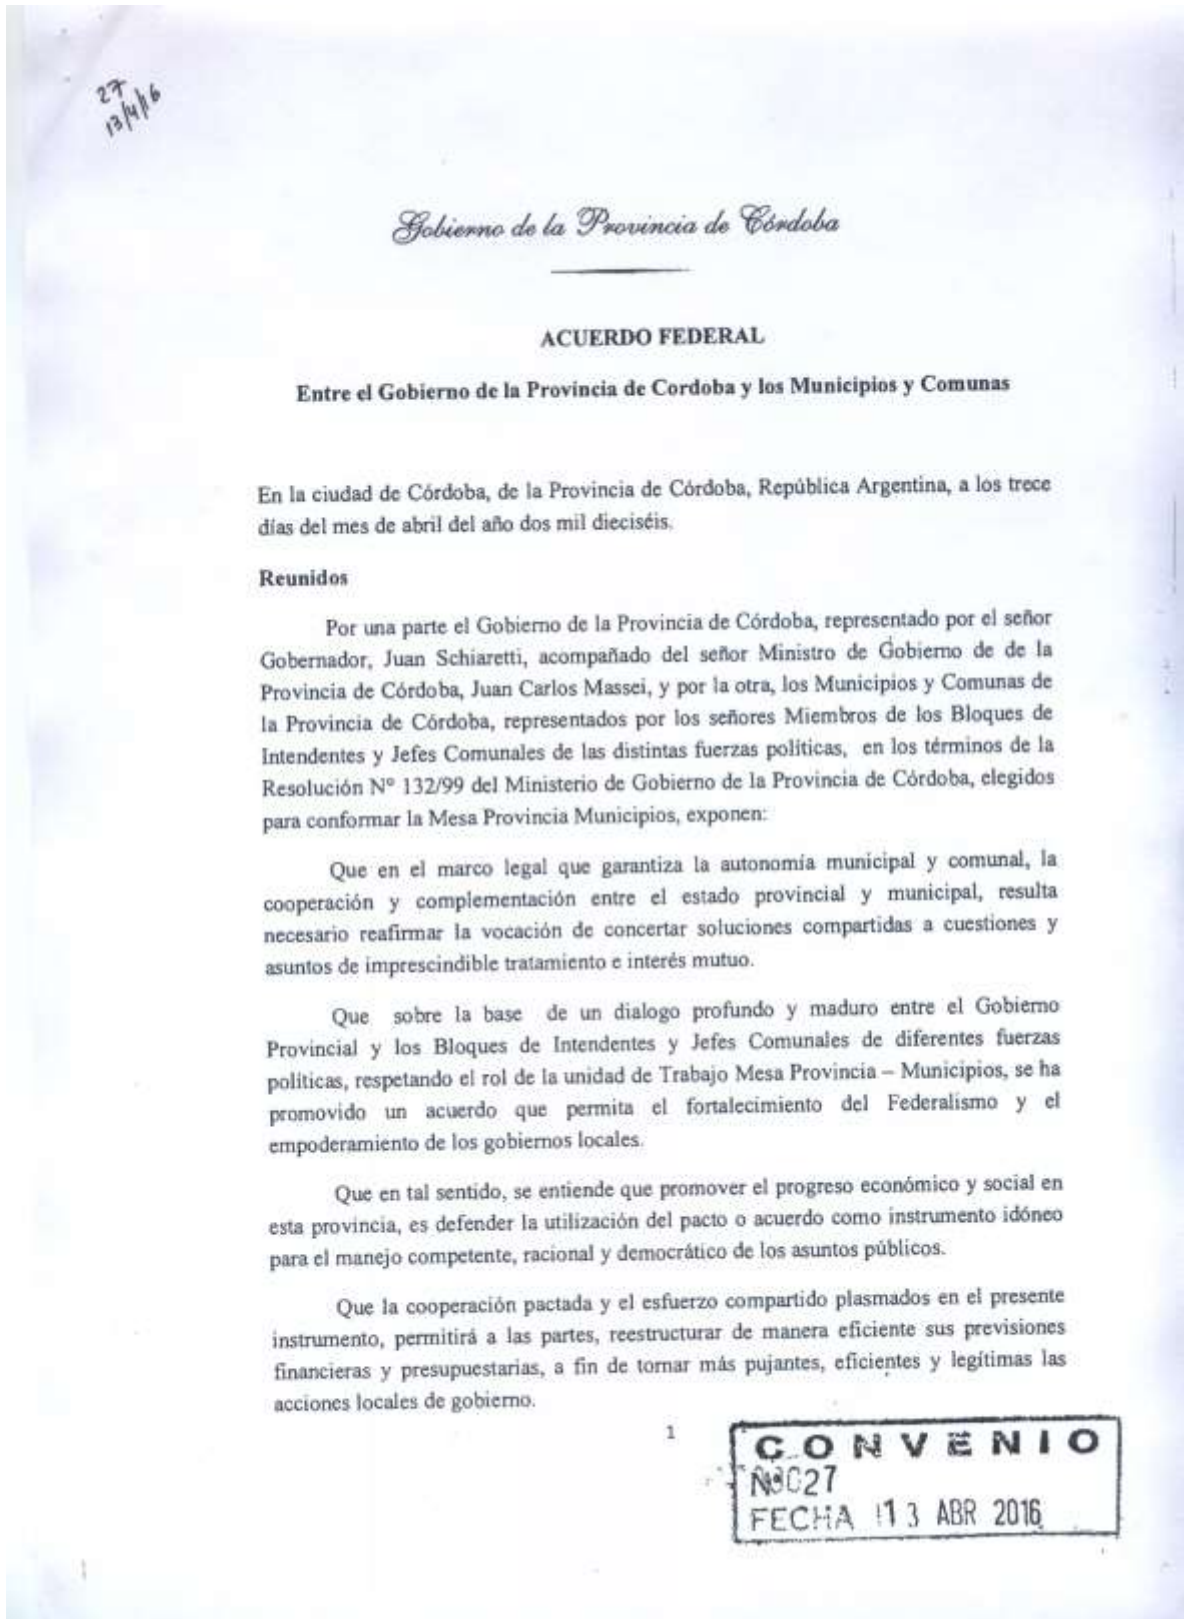 27
13/4/16
Gobierno de la Provincia de Córdoba
ACUERDO FEDERAL
Entre el Gobierno de la Provincia de Cordoba y los Municipios y Comunas
En la ciudad de Córdoba, de la Provincia de Córdoba, República Argentina, a los trece
días del mes de abril del año dos mil dieciséis.
Reunidos
Por una parte el Gobierno de la Provincia de Córdoba, representado por el señor
Gobernador, Juan Schiaretti, acompañado del señor Ministro de Gobierno de de la
Provincia de Córdoba, Juan Carlos Massei, y por la otra, los Municipios y Comunas de
la Provincia de Córdoba, representados por los señores Miembros de los Bloques de
Intendentes y Jefes Comunales de las distintas fuerzas políticas, en los términos de la
Resolución Nº 132/99 del Ministerio de Gobierno de la Provincia de Córdoba, elegidos
para conformar la Mesa Provincia Municipios, exponen:
Que en el marco legal que garantiza la autonomía municipal y comunal, la
cooperación y complementación entre el estado provincial y municipal, resulta
necesario reafirmar la vocación de concertar soluciones compartidas a cuestiones y
asuntos de imprescindible tratamiento e interés mutuo.
Que sobre la base de un dialogo profundo y maduro entre el Gobierno
Provincial y los Bloques de Intendentes y Jefes Comunales de diferentes fuerzas
políticas, respetando el rol de la unidad de Trabajo Mesa Provincia – Municipios, se ha
promovido un acuerdo que permita el fortalecimiento del Federalismo y el
empoderamiento de los gobiernos locales.
Que en tal sentido, se entiende que promover el progreso económico y social en
esta provincia, es defender la utilización del pacto o acuerdo como instrumento idóneo
para el manejo competente, racional y democrático de los asuntos públicos.
Que la cooperación pactada y el esfuerzo compartido plasmados en el presente
instrumento, permitirá a las partes, reestructurar de manera eficiente sus previsiones
financieras y presupuestarias, a fin de tornar más pujantes, eficientes y legítimas las
acciones locales de gobierno.
1
CONVENIO
Nº 027
FECHA 13 ABR 2016